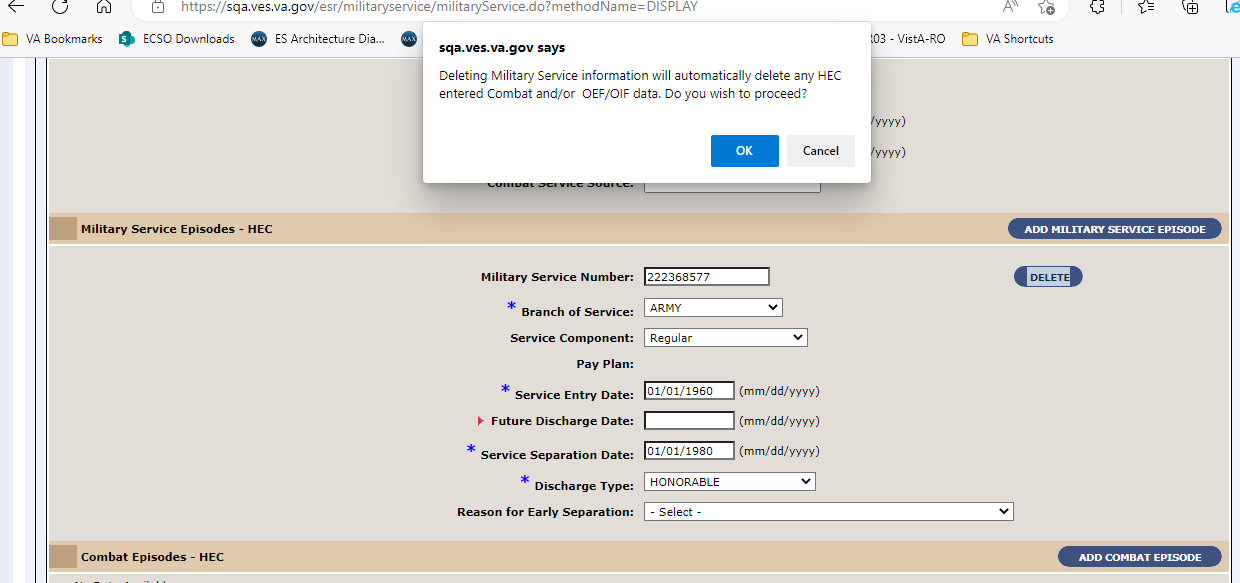 https://sqa.ves.va.gov/esr/militaryservice/militaryService.do?methodName=DISPLAY
VA Bookmarks
ECSO Downloads
MAX
ES Architecture Dia...
MAX
03 - VistA-RO
VA Shortcuts
sqa.ves.va.gov says
Deleting Military Service information will automatically delete any HEC
entered Combat and/or  OEF/OIF data. Do you wish to proceed?
OK
Cancel
/yyyy)
/yyyy)
Combat Service Source:
Military Service Episodes - HEC
ADD MILITARY SERVICE EPISODE
Military Service Number: 222368577
DELETE
* Branch of Service: ARMY
Service Component: Regular
Pay Plan:
* Service Entry Date: 01/01/1960 (mm/dd/yyyy)
Future Discharge Date: (mm/dd/yyyy)
* Service Separation Date: 01/01/1980 (mm/dd/yyyy)
* Discharge Type: HONORABLE
Reason for Early Separation: - Select -
Combat Episodes - HEC
ADD COMBAT EPISODE